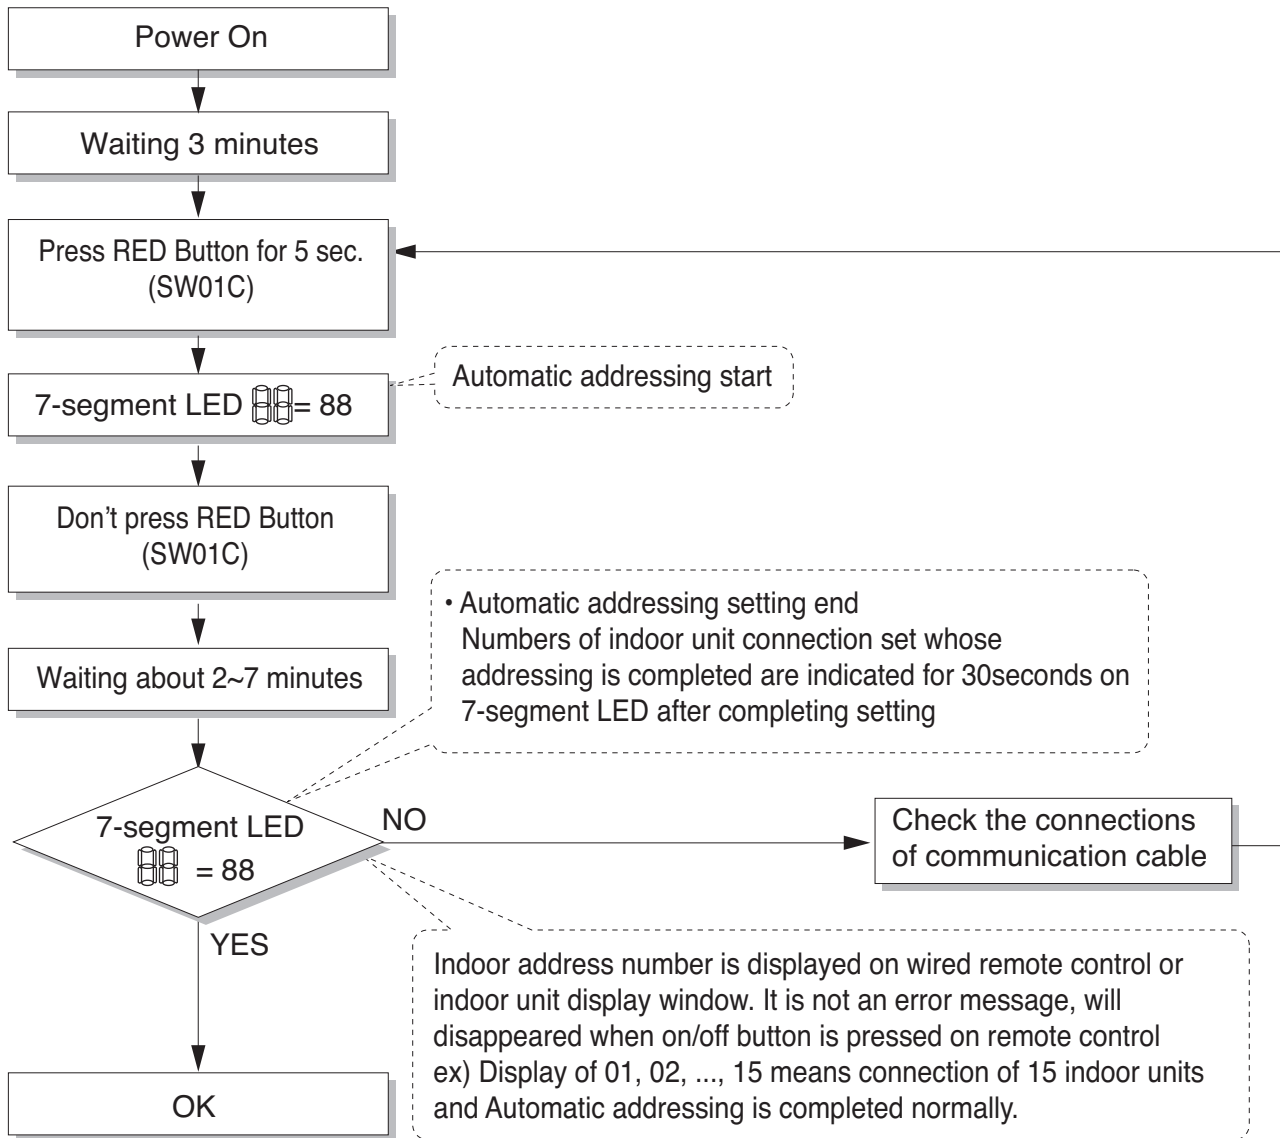 Power On
Waiting 3 minutes
Press RED Button for 5 sec.
(SW01C)
7-segment LED 88= 88
Automatic addressing start
Don't press RED Button
(SW01C)
Waiting about 2~7 minutes
• Automatic addressing setting end
Numbers of indoor unit connection set whose
addressing is completed are indicated for 30seconds on
7-segment LED after completing setting
7-segment LED
88 = 88
NO
Check the connections
of communication cable
YES
Indoor address number is displayed on wired remote control or
indoor unit display window. It is not an error message, will
disappeared when on/off button is pressed on remote control
ex) Display of 01, 02, ..., 15 means connection of 15 indoor units
and Automatic addressing is completed normally.
OK